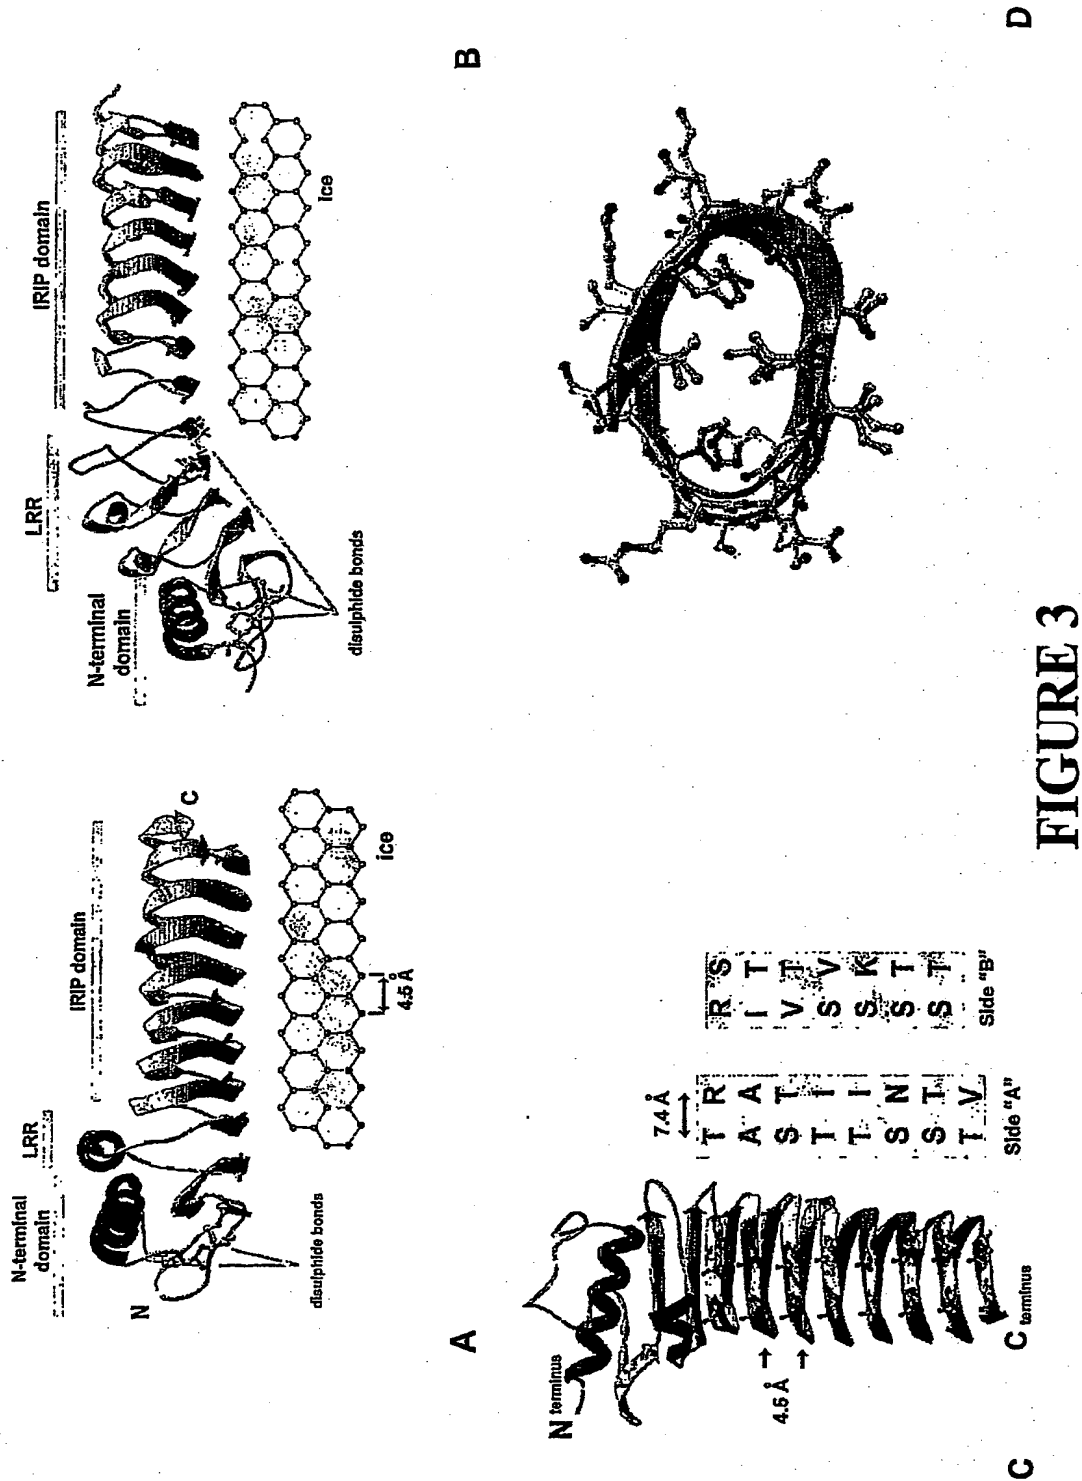 N-terminal
domain
LRR
IRIP domain
N
C
disulphide bonds
4.5 Å
ice
A
N-terminal
domain
LRR
IRIP domain
disulphide bonds
ice
B
N terminus
4.5 Å
C terminus
7.4 Å
T R
A A
S T
T I
T I
S N
S T
T V
Side "A"
R S
I T
V T
S V
S K
S T
S T
Side "B"
C
D
FIGURE 3